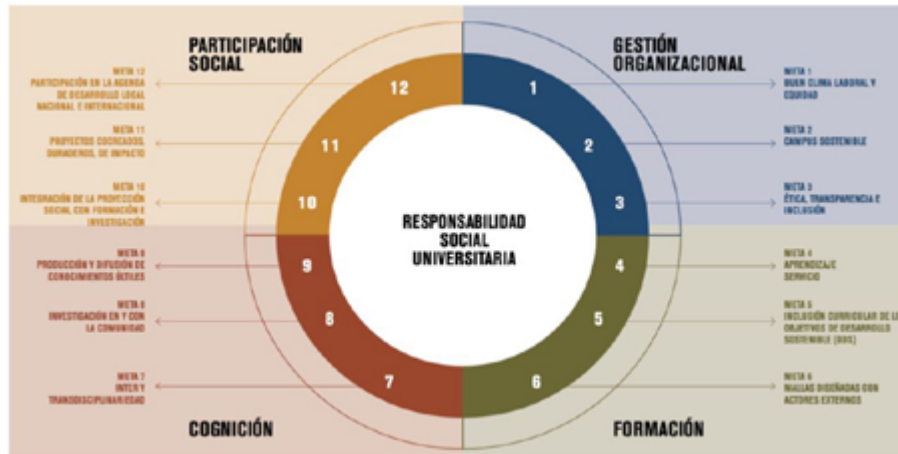 PARTICIPACIÓN
SOCIAL
META 12
PARTICIPACIÓN EN LA AGENDA
DE DESARROLLO LOCAL
NACIONAL E INTERNACIONAL
META 11
PROYECTOS COCREADOS,
DURADEROS, DE IMPACTO
META 10
INTEGRACIÓN DE LA PROYECCIÓN
SOCIAL CON FORMACIÓN E
INVESTIGACIÓN
GESTIÓN
ORGANIZACIONAL
META 1
BUEN CLIMA LABORAL Y
EQUIDAD
META 2
CAMPUS SOSTENIBLE
META 3
ÉTICA, TRANSPARENCIA E
INCLUSIÓN
12
11
10
1
2
3
RESPONSABILIDAD
SOCIAL
UNIVERSITARIA
9
8
7
4
5
6
META 9
PRODUCCIÓN Y DIFUSIÓN DE
CONOCIMIENTOS ÚTILES
META 8
INVESTIGACIÓN EN Y CON
LA COMUNIDAD
META 7
INTER Y
TRANSDISCIPLINARIEDAD
COGNICIÓN
META 4
APRENDIZAJE
SERVICIO
META 5
INCLUSIÓN CURRICULAR DE
OBJETIVOS DE DESARROLLO
SOSTENIBLE (ODS)
META 6
MALLAS DISEÑADAS CON
ACTORES EXTERNOS
FORMACIÓN